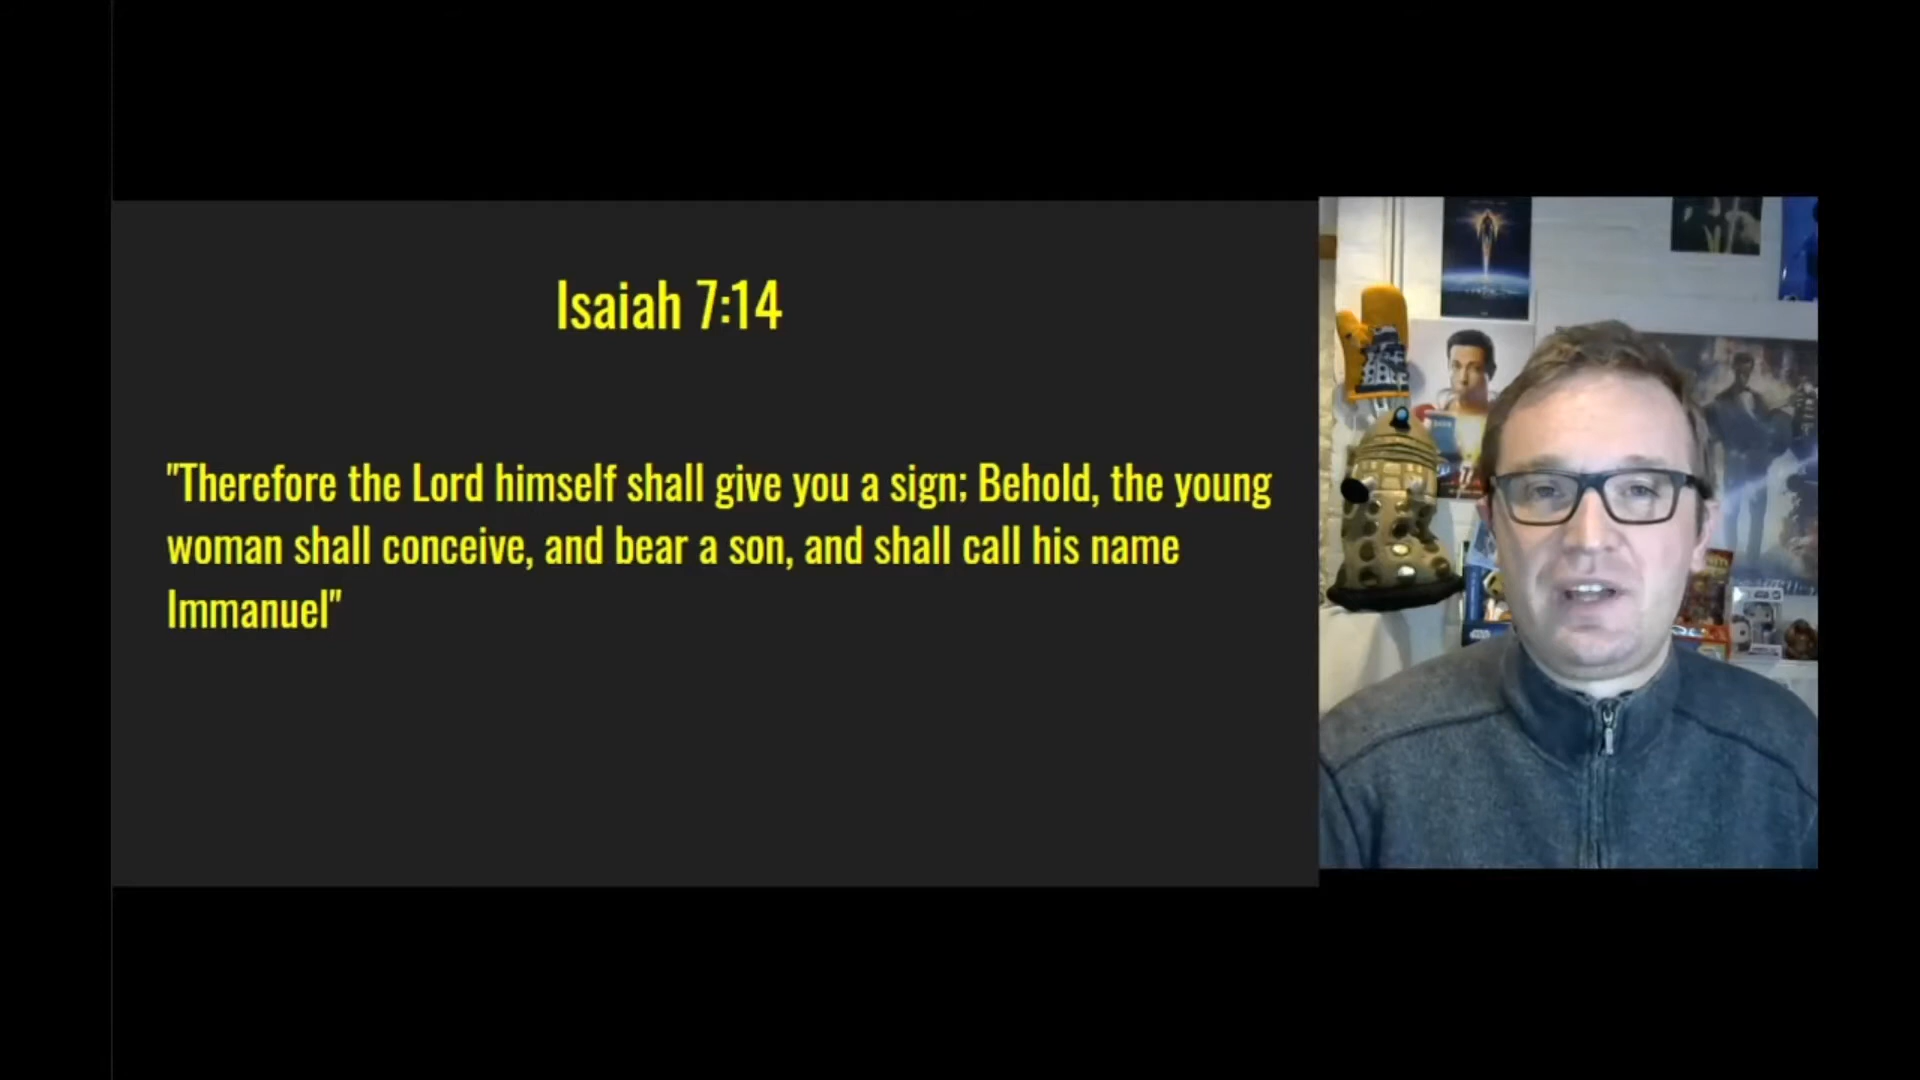 Isaiah 7:14
"Therefore the Lord himself shall give you a sign; Behold, the young
woman shall conceive, and bear a son, and shall call his name
Immanuel"